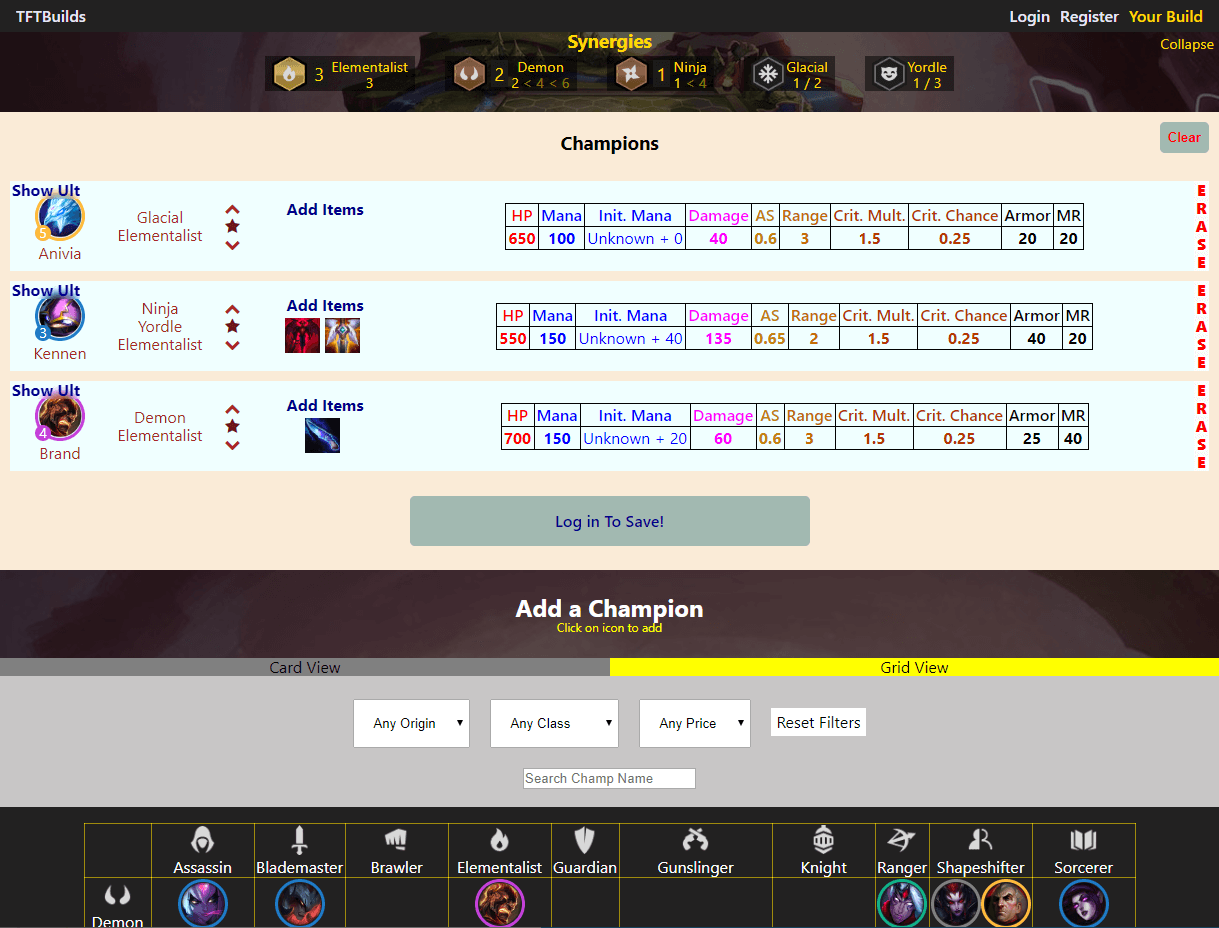 TFTBuilds
Login Register Your Build
Synergies
Collapse
3 Elementalist
3
2 Demon
2 < 4 < 6
1 Ninja
1 < 4
Glacial
1 / 2
Yordle
1 / 3
Champions
Clear
Show Ult
5
Anivia
Glacial
Elementalist
Add Items
HP Mana Init. Mana Damage AS Range Crit. Mult. Crit. Chance Armor MR
650 100 Unknown + 0 40 0.6 3 1.5 0.25 20 20
E
R
A
S
E
Show Ult
3
Kennen
Ninja
Yordle
Elementalist
Add Items
HP Mana Init. Mana Damage AS Range Crit. Mult. Crit. Chance Armor MR
550 150 Unknown + 40 135 0.65 2 1.5 0.25 40 20
E
R
A
S
E
Show Ult
4
Brand
Demon
Elementalist
Add Items
HP Mana Init. Mana Damage AS Range Crit. Mult. Crit. Chance Armor MR
700 150 Unknown + 20 60 0.6 3 1.5 0.25 25 40
E
R
A
S
E
Log in To Save!
Add a Champion
Click on icon to add
Card View Grid View
Any Origin Any Class Any Price Reset Filters
Search Champ Name
Assassin Blademaster Brawler Elementalist Guardian Gunslinger Knight Ranger Shapeshifter Sorcerer
Demon